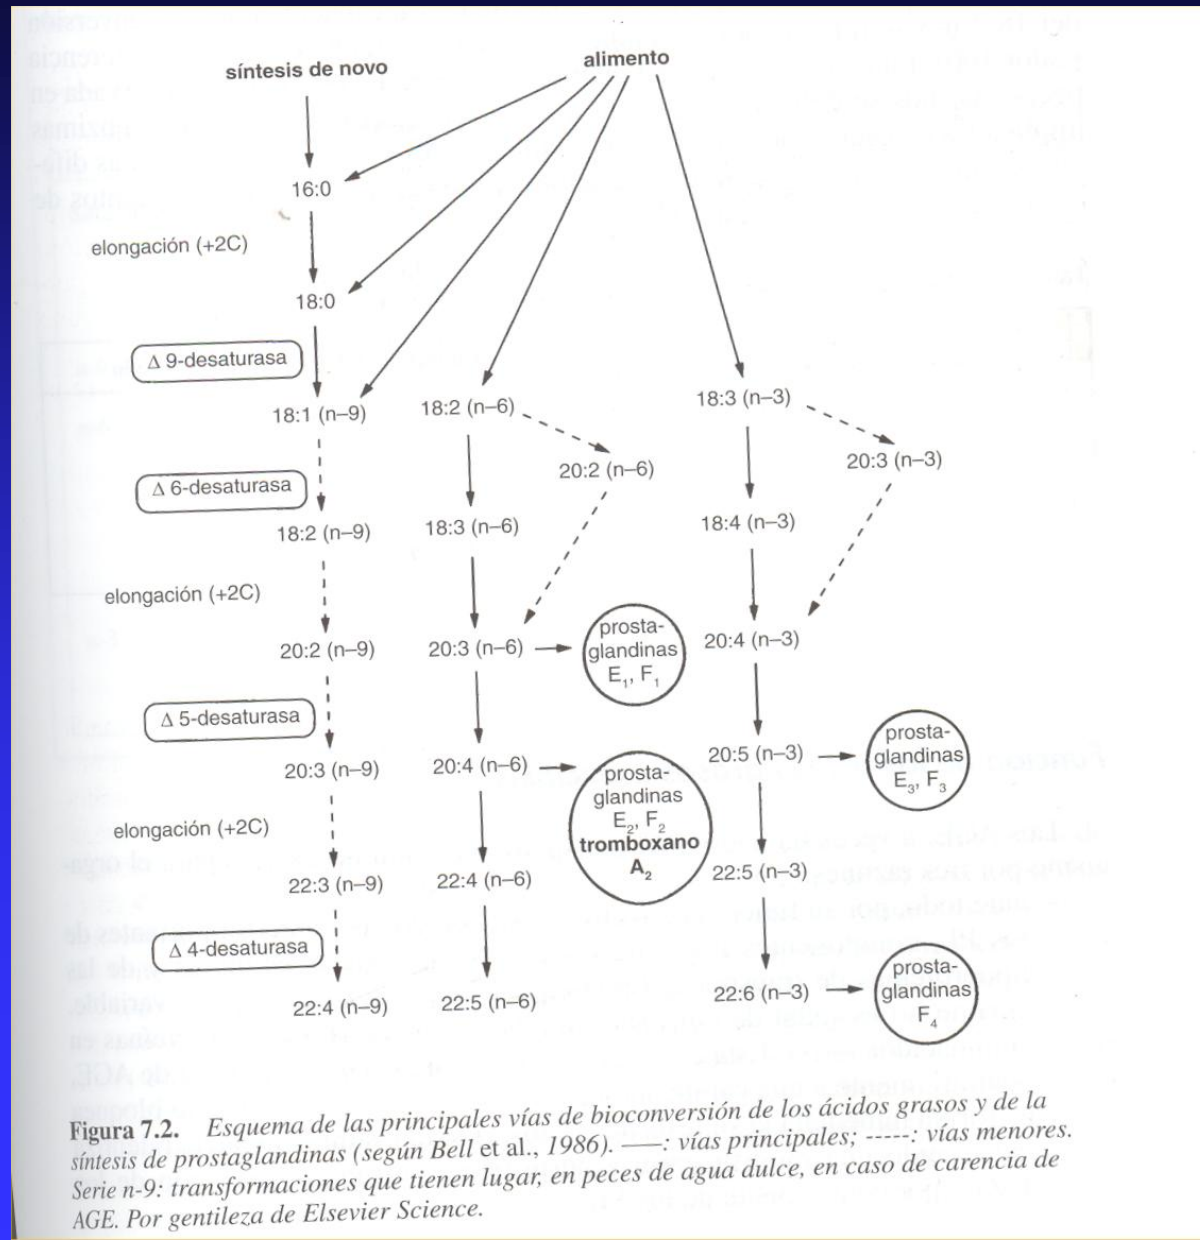 síntesis de novo
alimento
16:0
elongación (+2C)
18:0
Δ 9-desaturasa
18:1 (n–9)
18:2 (n–6)
18:3 (n–3)
20:2 (n–6)
20:3 (n–3)
Δ 6-desaturasa
18:2 (n–9)
18:3 (n–6)
18:4 (n–3)
elongación (+2C)
20:2 (n–9)
20:3 (n–6)
prosta-
glandinas
E₁, F₁
20:4 (n–3)
Δ 5-desaturasa
20:3 (n–9)
20:4 (n–6)
prosta-
glandinas
E₂, F₂
tromboxano
A₂
20:5 (n–3)
prosta-
glandinas
E₃, F₃
elongación (+2C)
22:3 (n–9)
22:4 (n–6)
22:5 (n–3)
Δ 4-desaturasa
22:4 (n–9)
22:5 (n–6)
22:6 (n–3)
prosta-
glandinas
F₄
Figura 7.2. Esquema de las principales vías de bioconversión de los ácidos grasos y de la
síntesis de prostaglandinas (según Bell et al., 1986). ——: vías principales; -----: vías menores.
Serie n-9: transformaciones que tienen lugar, en peces de agua dulce, en caso de carencia de
AGE. Por gentileza de Elsevier Science.